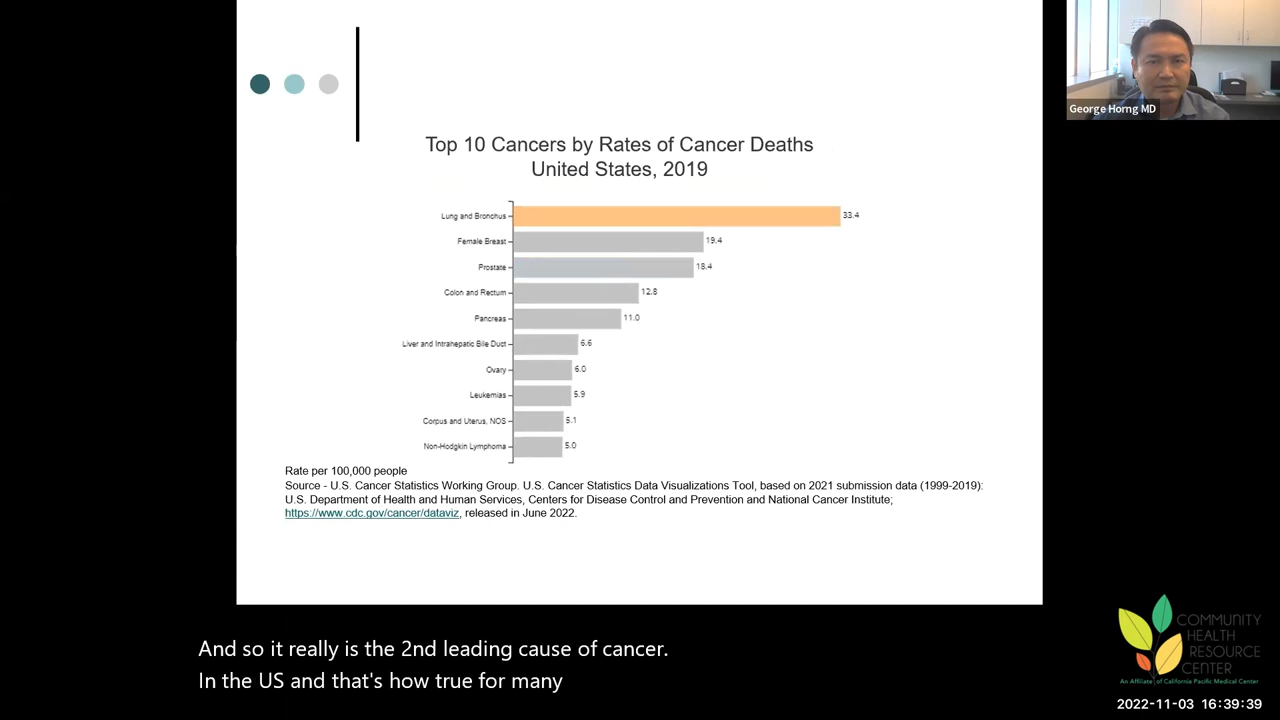 George Horng MD
Top 10 Cancers by Rates of Cancer Deaths
United States, 2019
Lung and Bronchus 33.4
Female Breast 19.4
Prostate 18.4
Colon and Rectum 12.8
Pancreas 11.0
Liver and Intrahepatic Bile Duct 6.6
Ovary 6.0
Leukemias 5.9
Corpus and Uterus, NOS 5.1
Non-Hodgkin Lymphoma 5.0
Rate per 100,000 people
Source - U.S. Cancer Statistics Working Group. U.S. Cancer Statistics Data Visualizations Tool, based on 2021 submission data (1999-2019):
U.S. Department of Health and Human Services, Centers for Disease Control and Prevention and National Cancer Institute;
https://www.cdc.gov/cancer/dataviz, released in June 2022.
And so it really is the 2nd leading cause of cancer.
In the US and that's how true for many
COMMUNITY
HEALTH
RESOURCE
CENTER
An Affiliate of California Pacific Medical Center
2022-11-03 16:39:39